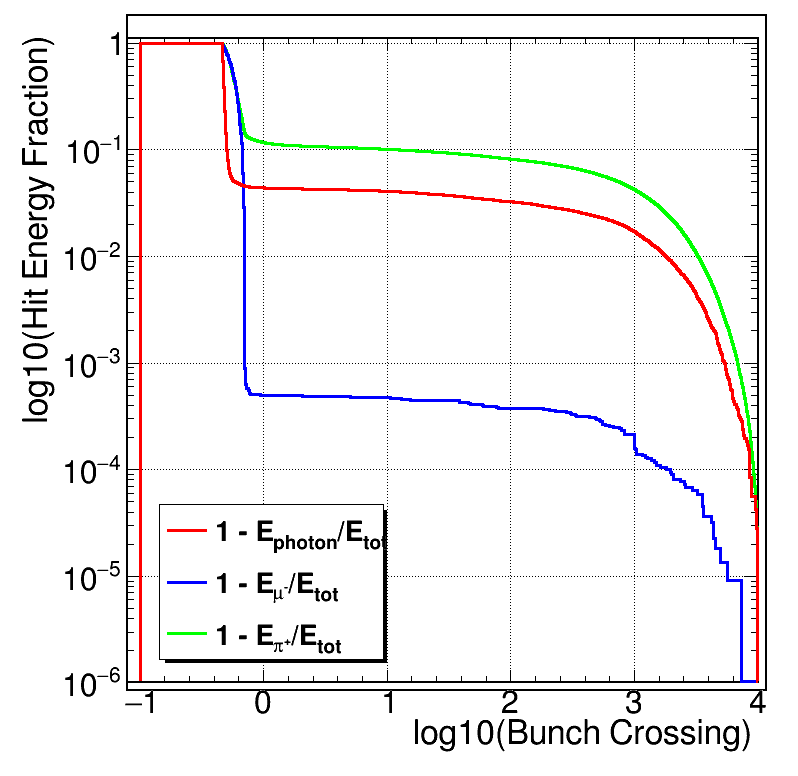 log10(Hit Energy Fraction)
1
10⁻¹
10⁻²
10⁻³
10⁻⁴
10⁻⁵
10⁻⁶
1 - E_photon/E_tot
1 - E_μ⁻/E_tot
1 - E_π⁺/E_tot
−1 0 1 2 3 4
log10(Bunch Crossing)